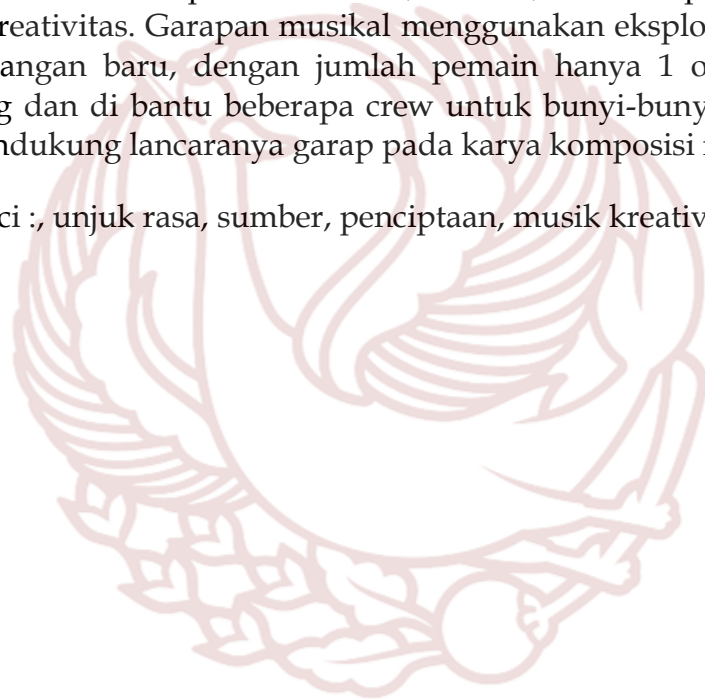 reativitas. Garapan musikal menggunakan eksplo
angan baru, dengan jumlah pemain hanya 1 o
g dan di bantu beberapa crew untuk bunyi-buny
ndukung lancaranya garap pada karya komposisi
ci :, unjuk rasa, sumber, penciptaan, musik kreativ